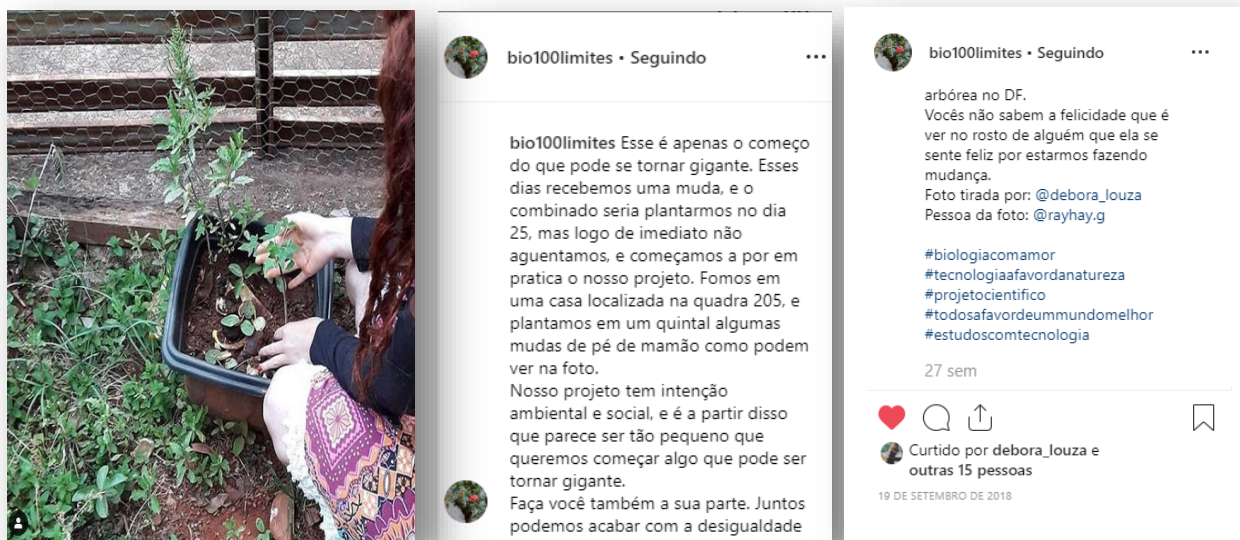 bio100limites • Seguindo
bio100limites Esse é apenas o começo
do que pode se tornar gigante. Esses
dias recebemos uma muda, e o
combinado seria plantarmos no dia
25, mas logo de imediato não
aguentamos, e começamos a por em
pratica o nosso projeto. Fomos em
uma casa localizada na quadra 205, e
plantamos em um quintal algumas
mudas de pé de mamão como podem
ver na foto.
Nosso projeto tem intenção
ambiental e social, e é a partir disso
que parece ser tão pequeno que
queremos começar algo que pode ser
tornar gigante.
Faça você também a sua parte. Juntos
podemos acabar com a desigualdade
bio100limites • Seguindo
arbórea no DF.
Vocês não sabem a felicidade que é
ver no rosto de alguém que ela se
sente feliz por estarmos fazendo
mudança.
Foto tirada por: @debora_louza
Pessoa da foto: @rayhay.g
#biologiacomamor
#tecnologiaafavordanatureza
#projetocientifico
#todosafavordeummundomelhor
#estudoscomtecnologia
27 sem
Curtido por debora_louza e
outras 15 pessoas
19 DE SETEMBRO DE 2018